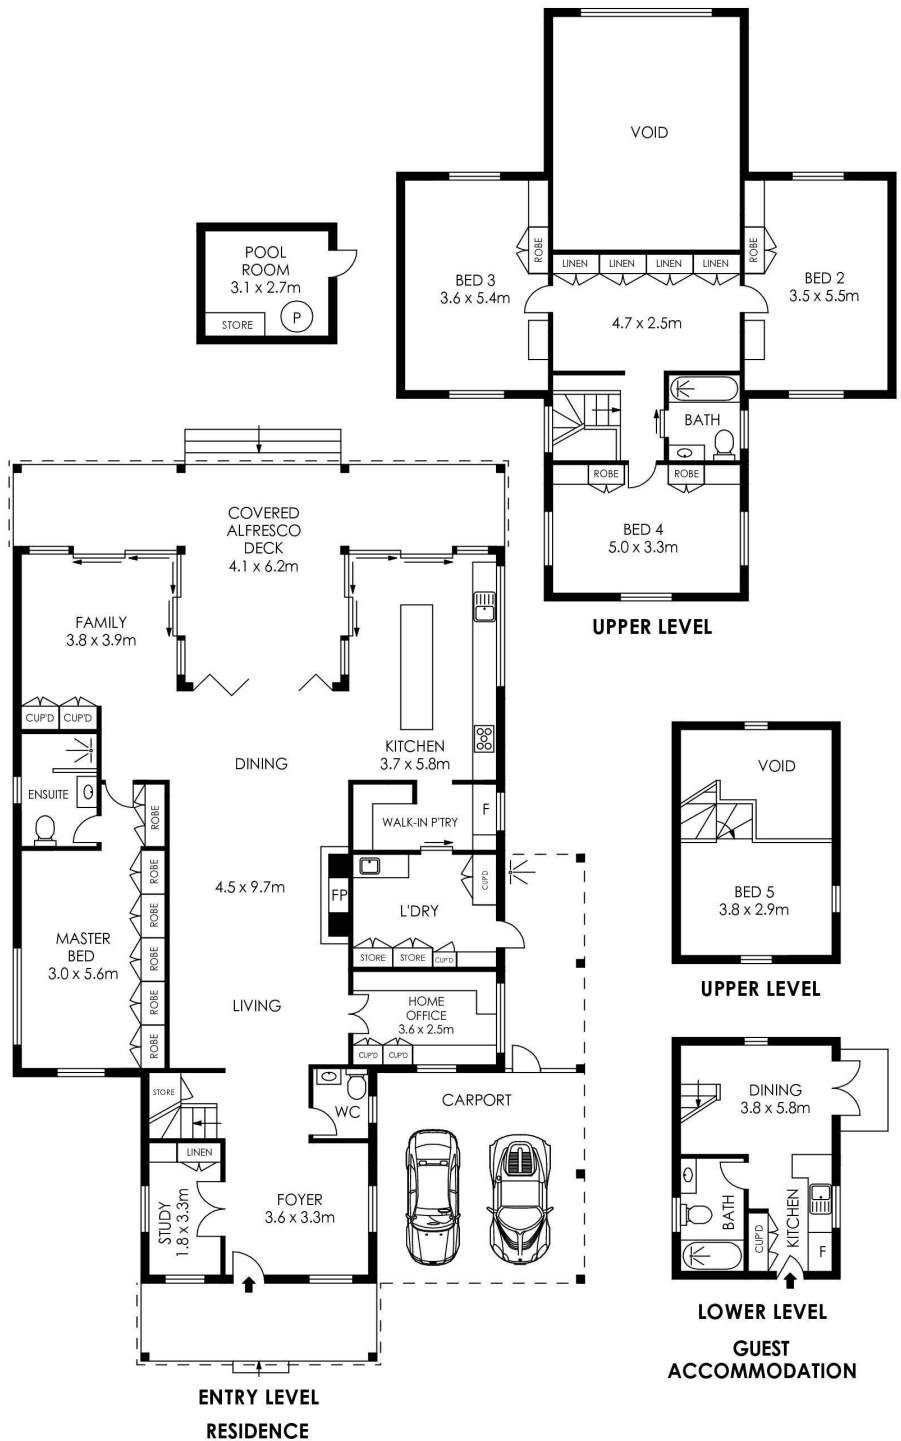 VOID
BED 3
3.6 x 5.4m
ROBE
LINEN
LINEN
LINEN
LINEN
ROBE
BED 2
3.5 x 5.5m
4.7 x 2.5m
BATH
ROBE
ROBE
BED 4
5.0 x 3.3m
UPPER LEVEL
POOL
ROOM
3.1 x 2.7m
STORE
P
COVERED
ALFRESCO
DECK
4.1 x 6.2m
FAMILY
3.8 x 3.9m
CUP'D
CUP'D
DINING
KITCHEN
3.7 x 5.8m
ENSUITE
ROBE
WALK-IN P'TRY
F
4.5 x 9.7m
FP
L'DRY
CUP'D
STORE
STORE
CUP'D
MASTER
BED
3.0 x 5.6m
ROBE
ROBE
ROBE
ROBE
ROBE
LIVING
HOME
OFFICE
3.6 x 2.5m
CUP'D
CUP'D
STORE
WC
CARPORT
LINEN
STUDY
1.8 x 3.3m
FOYER
3.6 x 3.3m
ENTRY LEVEL
RESIDENCE
VOID
BED 5
3.8 x 2.9m
UPPER LEVEL
DINING
3.8 x 5.8m
BATH
CUP'D
KITCHEN
F
LOWER LEVEL
GUEST
ACCOMMODATION